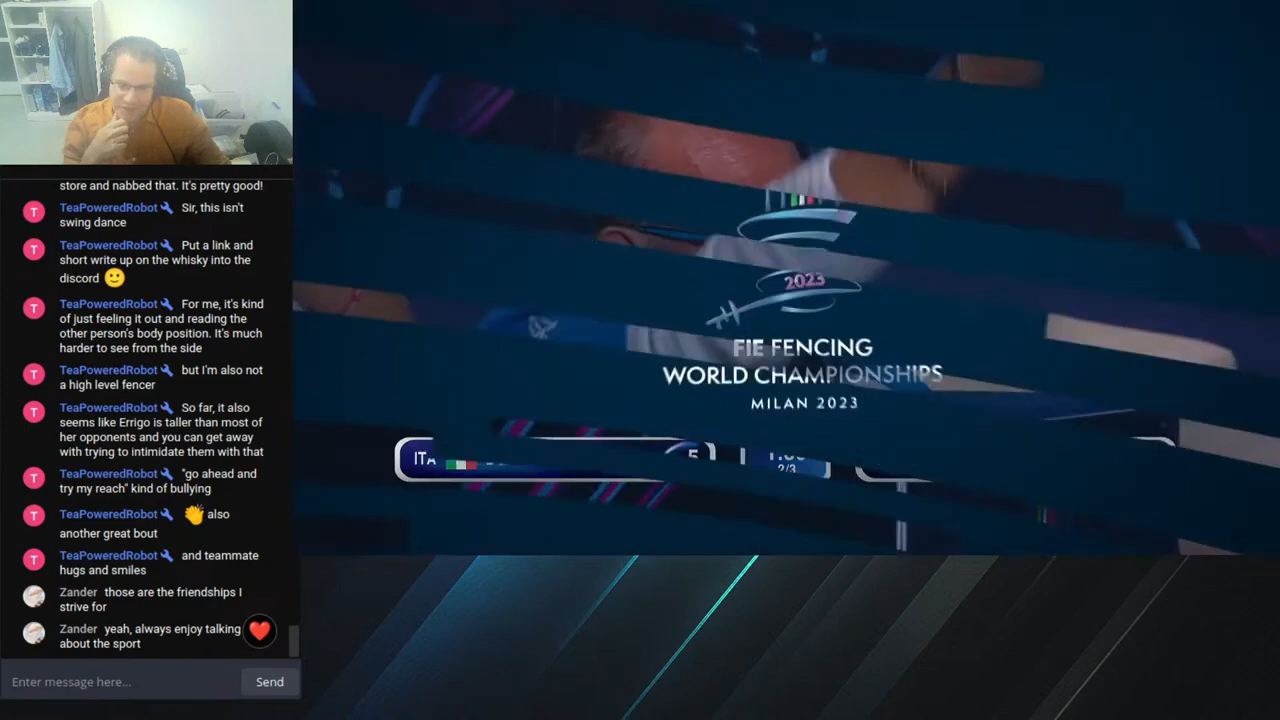 store and nabbed that. It's pretty good!
TeaPoweredRobot Sir, this isn't
swing dance
TeaPoweredRobot Put a link and
short write up on the whisky into the
discord 🙂
TeaPoweredRobot For me, it's kind
of just feeling it out and reading the
other person's body position. It's much
harder to see from the side
TeaPoweredRobot but I'm also not
a high level fencer
TeaPoweredRobot So far, it also
seems like Errigo is taller than most of
her opponents and you can get away
with trying to intimidate them with that
TeaPoweredRobot "go ahead and
try my reach" kind of bullying
TeaPoweredRobot 👏 also
another great bout
TeaPoweredRobot and teammate
hugs and smiles
Zander those are the friendships I
strive for
Zander yeah, always enjoy talking
about the sport
Enter message here...
Send
2023
FIE FENCING
WORLD CHAMPIONSHIPS
MILAN 2023
ITA
5
2/3